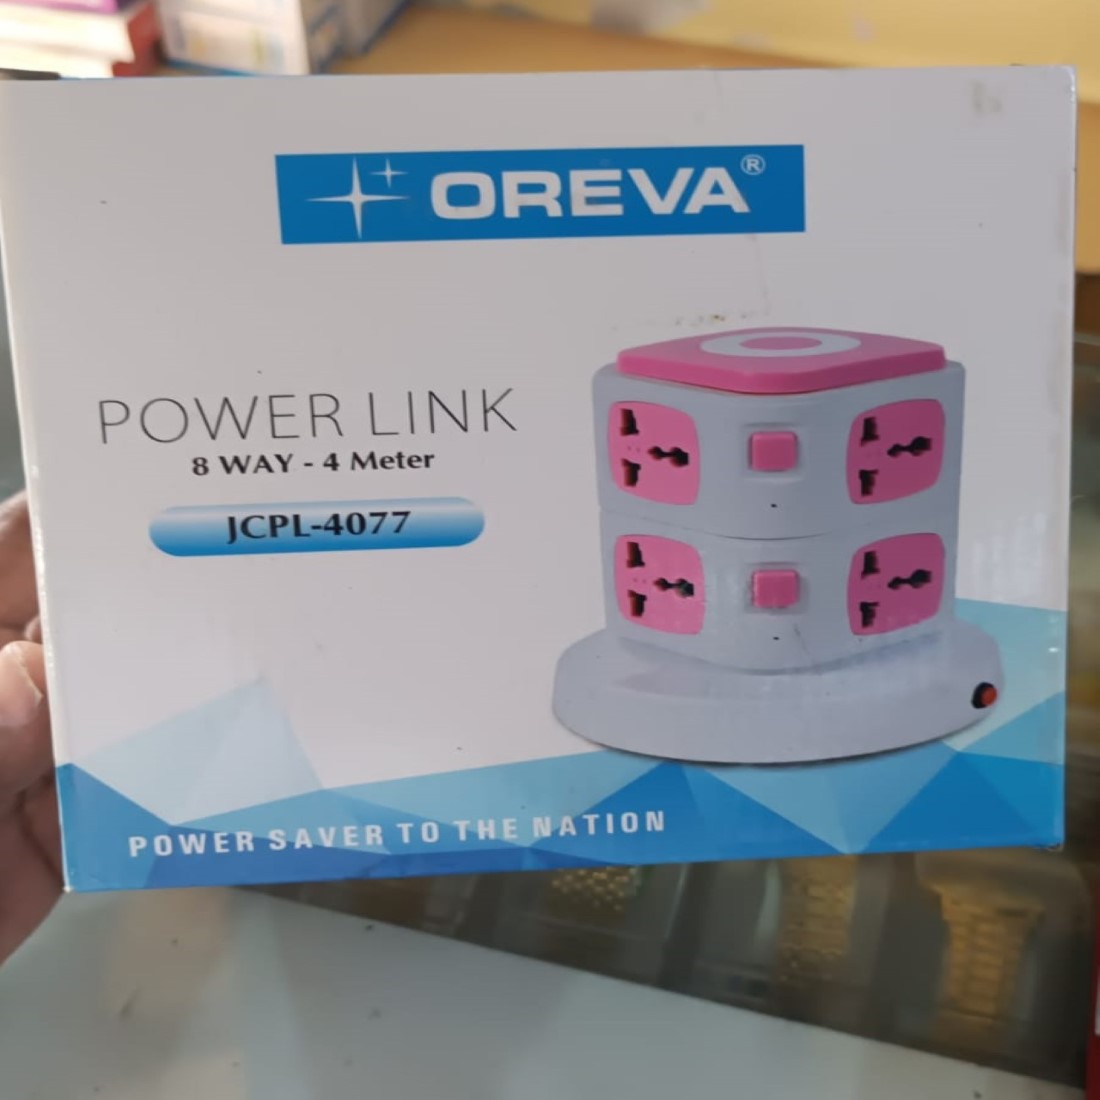 OREVA®
POWER LINK
8 WAY - 4 Meter
JCPL-4077
POWER SAVER TO THE NATION